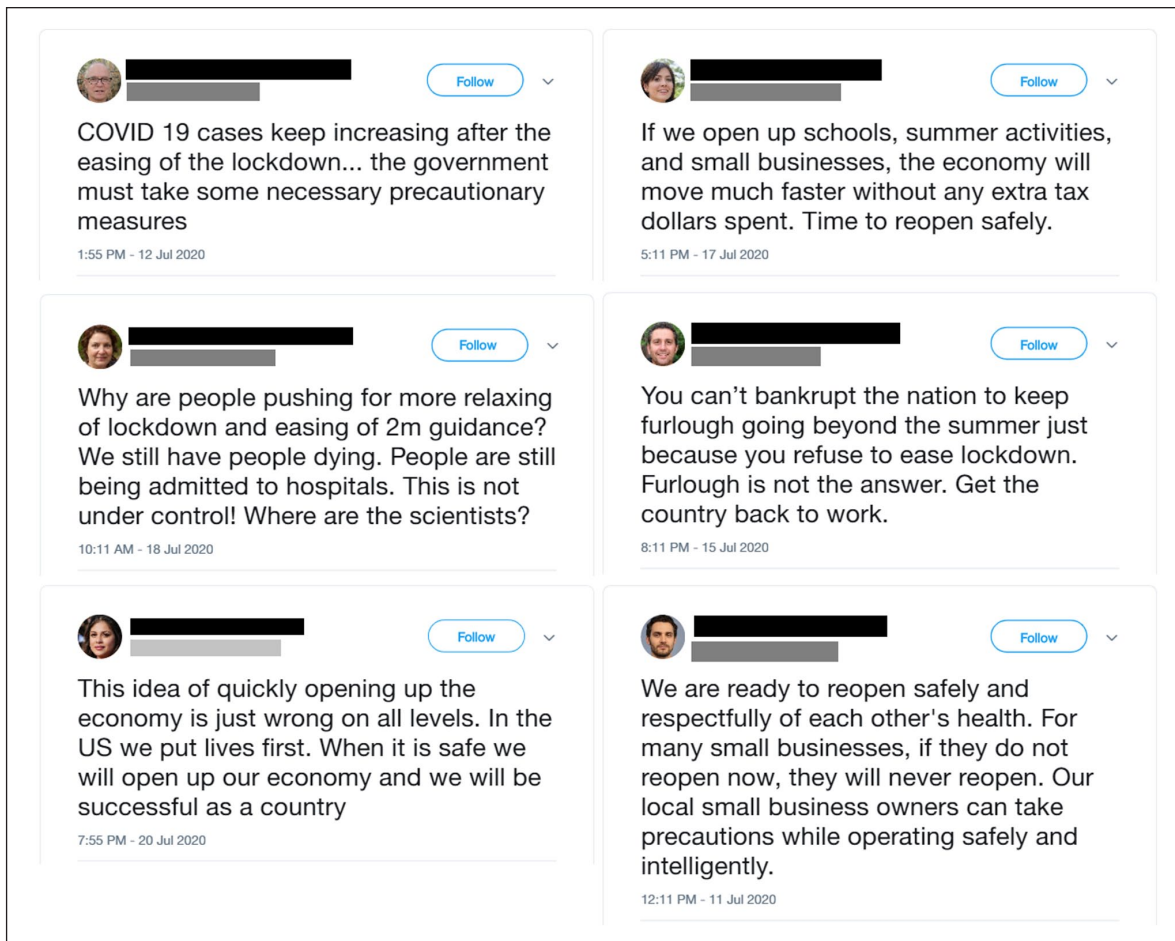 Follow
COVID 19 cases keep increasing after the
easing of the lockdown... the government
must take some necessary precautionary
measures
1:55 PM - 12 Jul 2020
Follow
If we open up schools, summer activities,
and small businesses, the economy will
move much faster without any extra tax
dollars spent. Time to reopen safely.
5:11 PM - 17 Jul 2020
Follow
Why are people pushing for more relaxing
of lockdown and easing of 2m guidance?
We still have people dying. People are still
being admitted to hospitals. This is not
under control! Where are the scientists?
10:11 AM - 18 Jul 2020
Follow
You can’t bankrupt the nation to keep
furlough going beyond the summer just
because you refuse to ease lockdown.
Furlough is not the answer. Get the
country back to work.
8:11 PM - 15 Jul 2020
Follow
This idea of quickly opening up the
economy is just wrong on all levels. In the
US we put lives first. When it is safe we
will open up our economy and we will be
successful as a country
7:55 PM - 20 Jul 2020
Follow
We are ready to reopen safely and
respectfully of each other's health. For
many small businesses, if they do not
reopen now, they will never reopen. Our
local small business owners can take
precautions while operating safely and
intelligently.
12:11 PM - 11 Jul 2020